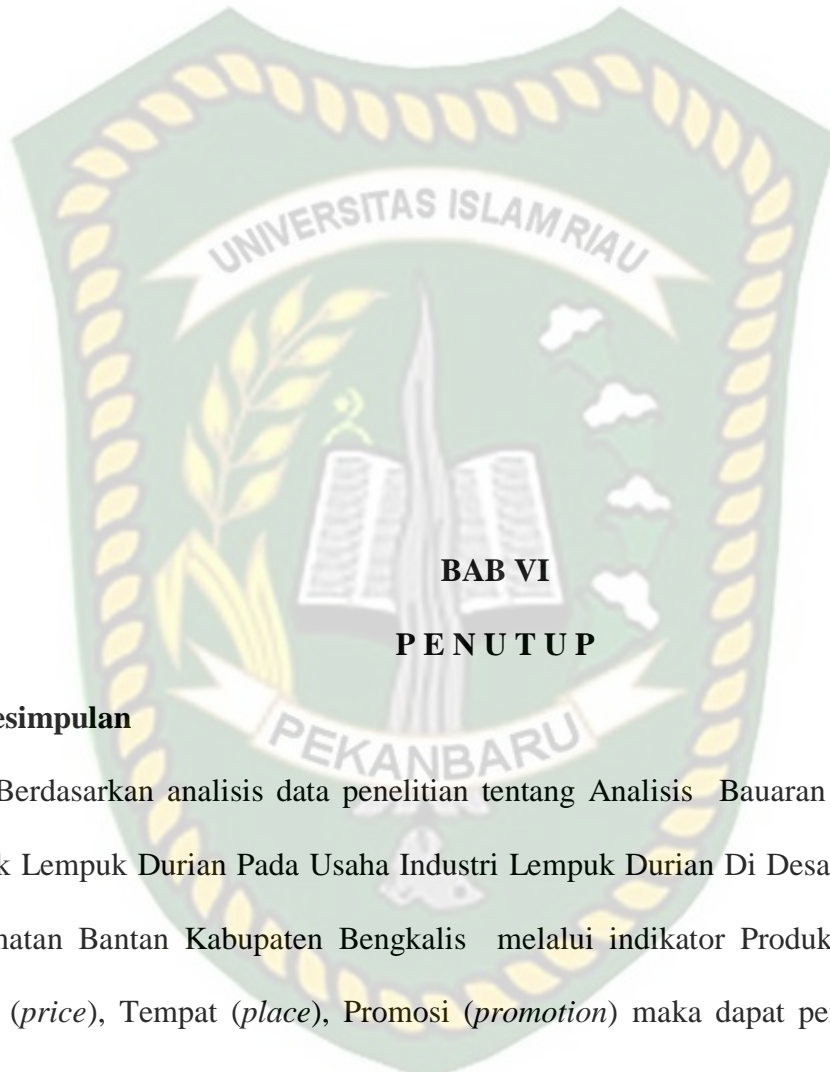 UNIVERSITAS ISLAM RIAU
BAB VI
P E N U T U P
esimpulan
PEKANBARU
Berdasarkan analisis data penelitian tentang Analisis Bauaran
k Lempuk Durian Pada Usaha Industri Lempuk Durian Di Desa
natan Bantan Kabupaten Bengkalis melalui indikator Produk
(price), Tempat (place), Promosi (promotion) maka dapat pe